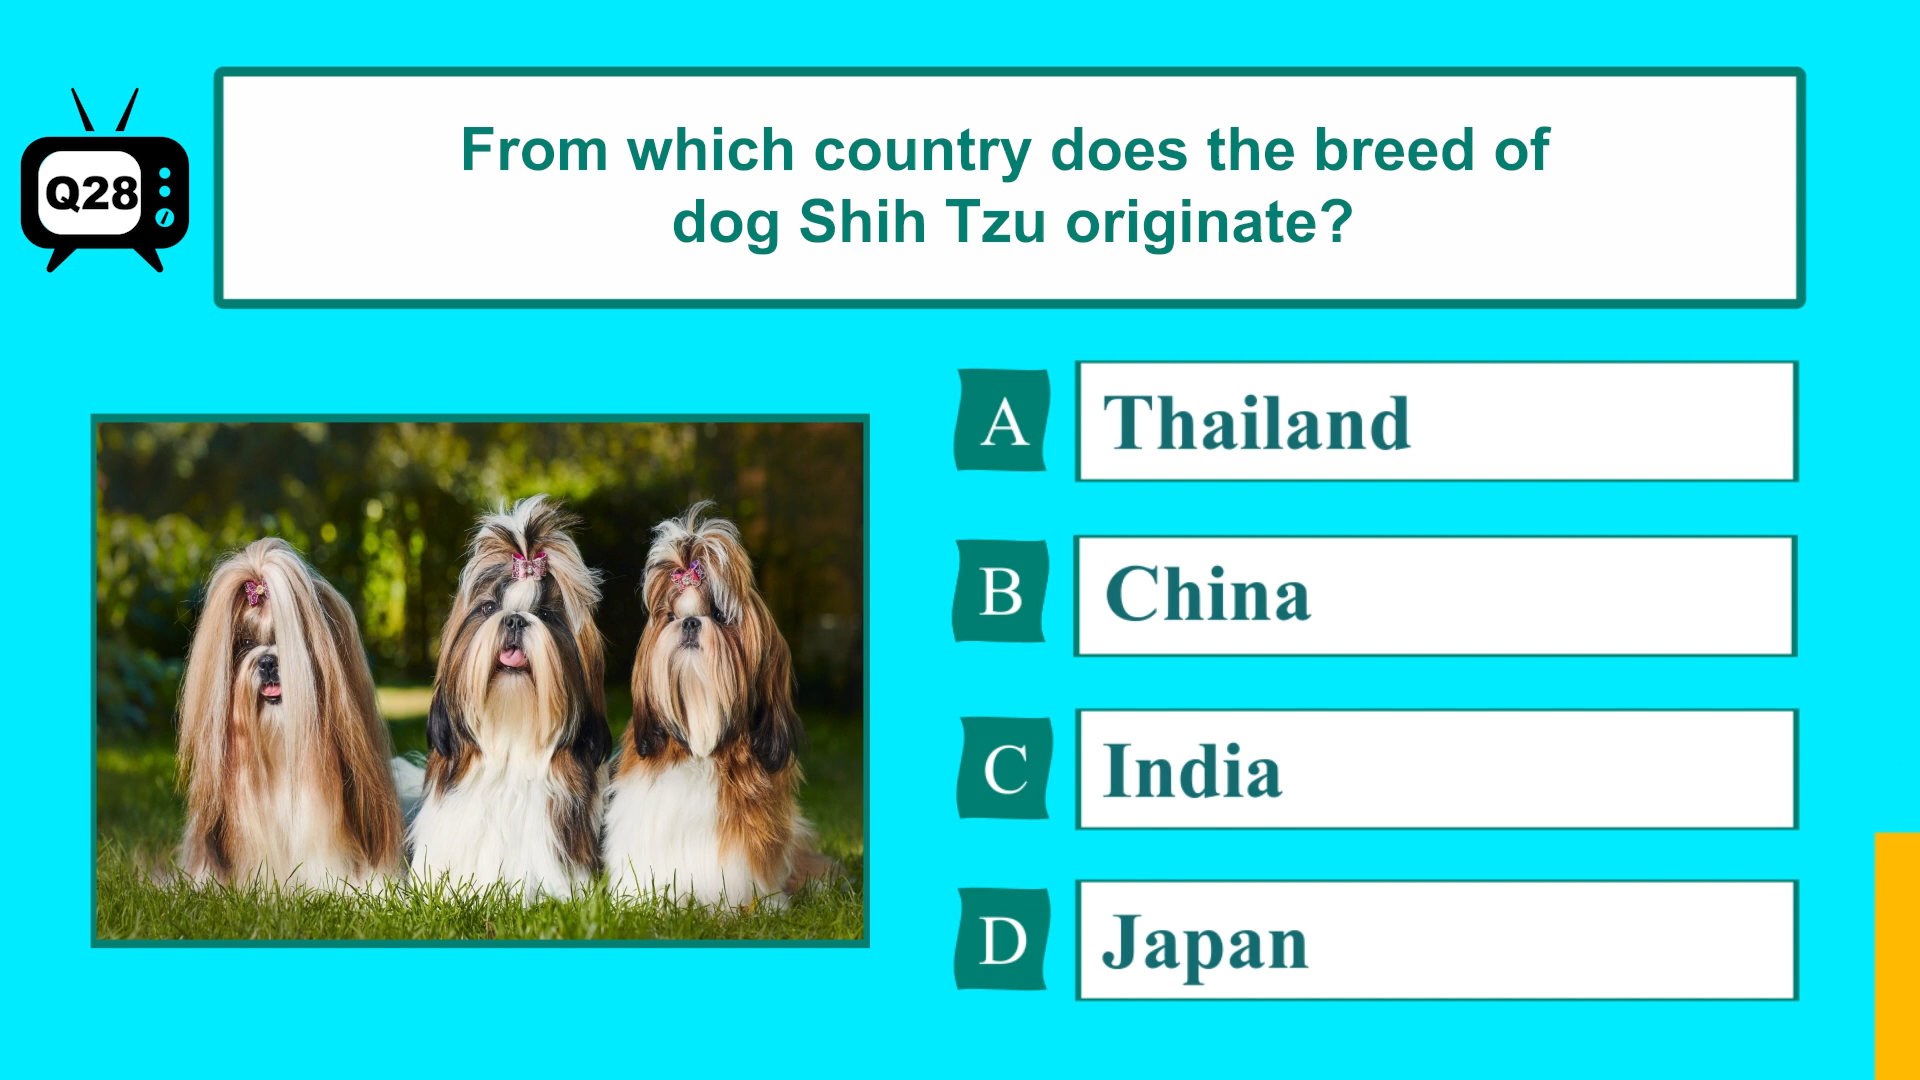 Q28
From which country does the breed of
dog Shih Tzu originate?
A Thailand
B China
C India
D Japan